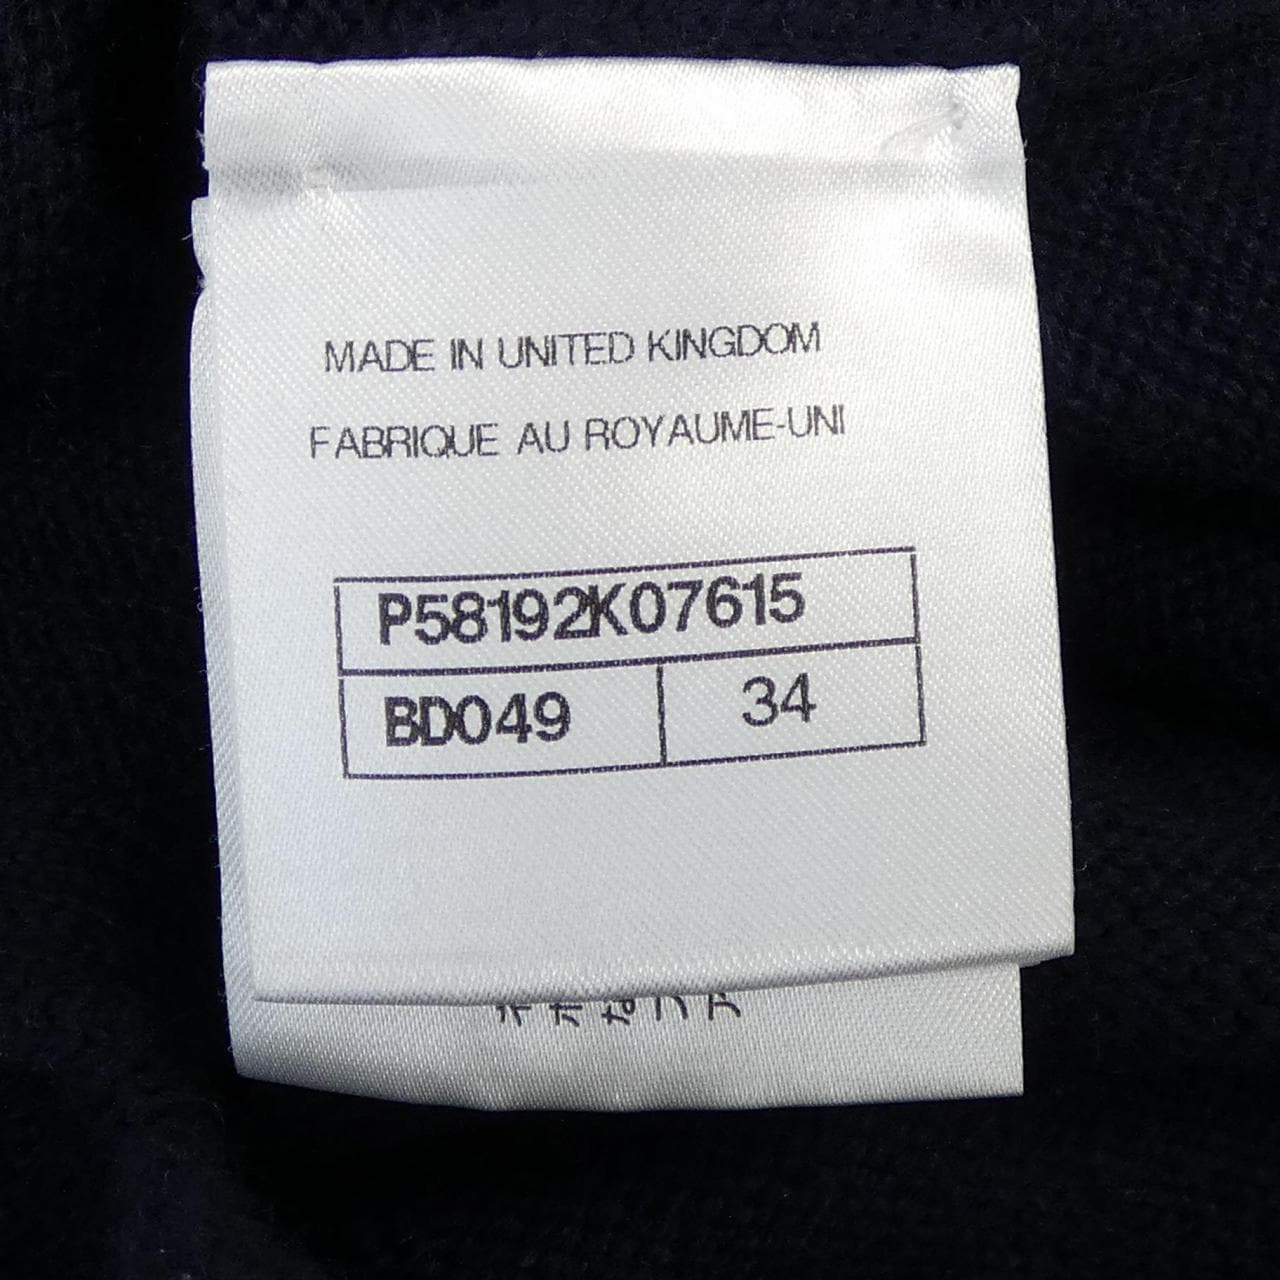 MADE IN UNITED KINGDOM
FABRIQUE AU ROYAUME-UNI
P58192K07615
BD049 34